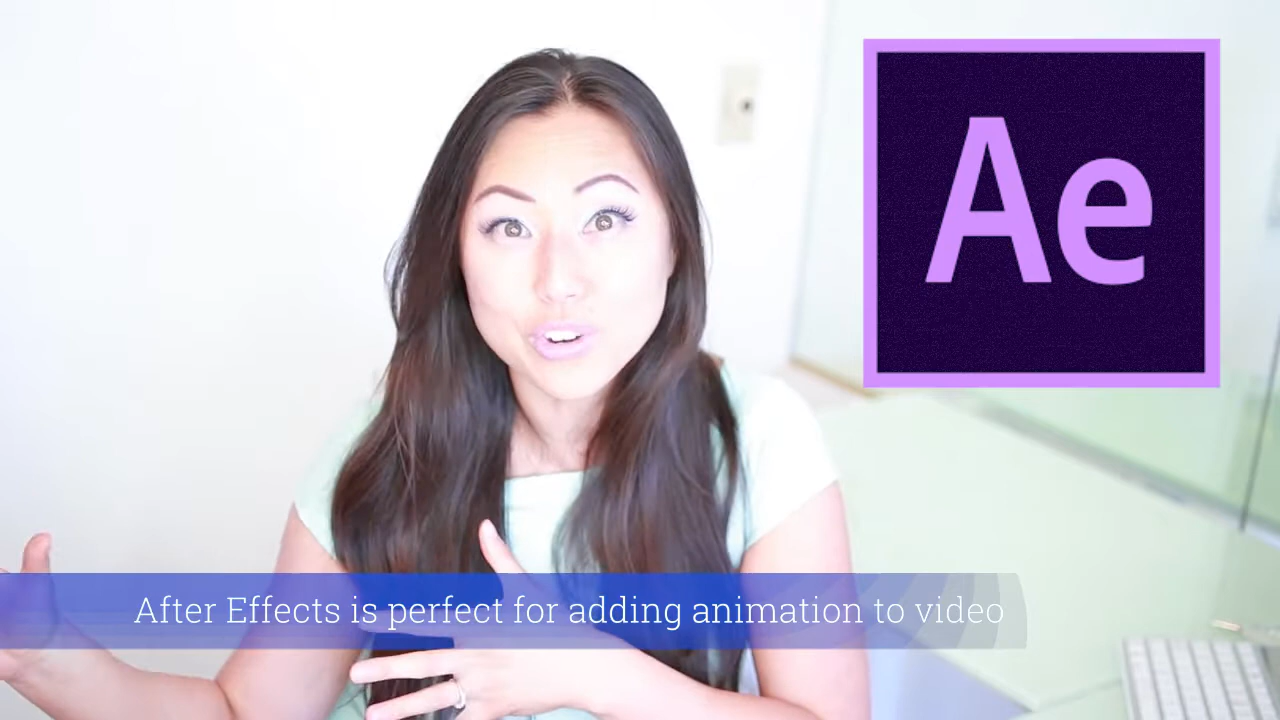 Ae
After Effects is perfect for adding animation to video